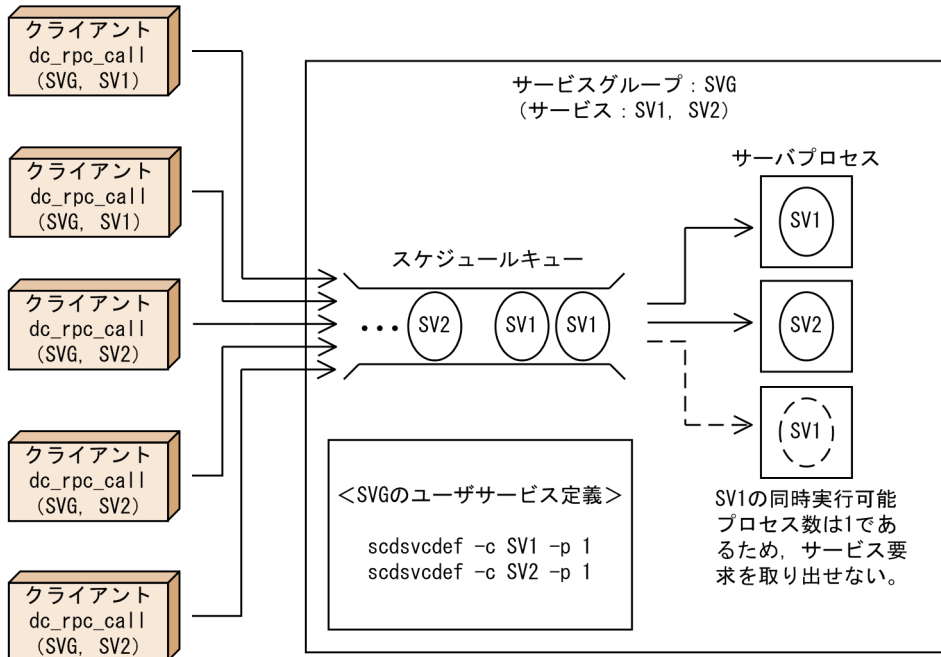 クライアント
dc_rpc_call
(SVG, SV1)
クライアント
dc_rpc_call
(SVG, SV1)
クライアント
dc_rpc_call
(SVG, SV2)
クライアント
dc_rpc_call
(SVG, SV2)
クライアント
dc_rpc_call
(SVG, SV2)
サービスグループ：SVG
（サービス：SV1, SV2）
サーバプロセス
スケジュールキュー
… SV2 SV1 SV1
SV1
SV2
SV1
SV1の同時実行可能
プロセス数は1であ
るため，サービス要
求を取り出せない。
＜SVGのユーザサービス定義＞
scdsvcdef -c SV1 -p 1
scdsvcdef -c SV2 -p 1